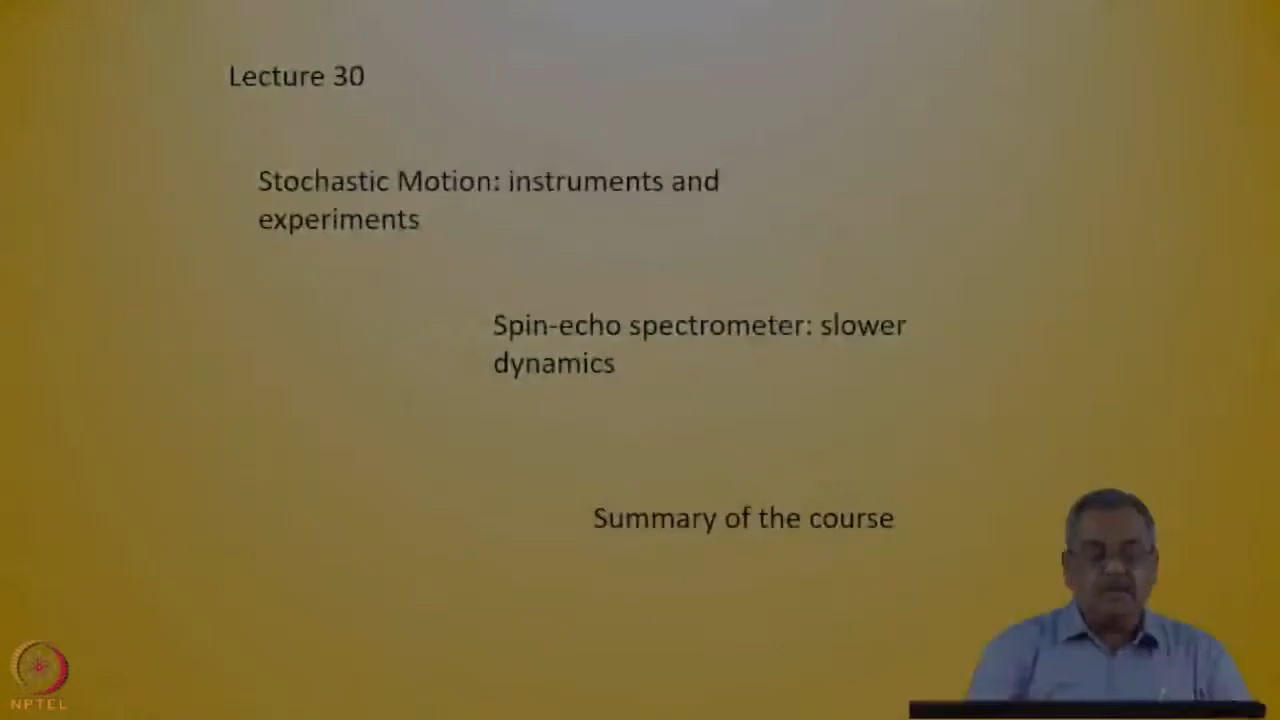 Lecture 30
Stochastic Motion: instruments and
experiments
Spin-echo spectrometer: slower
dynamics
Summary of the course
NPTEL